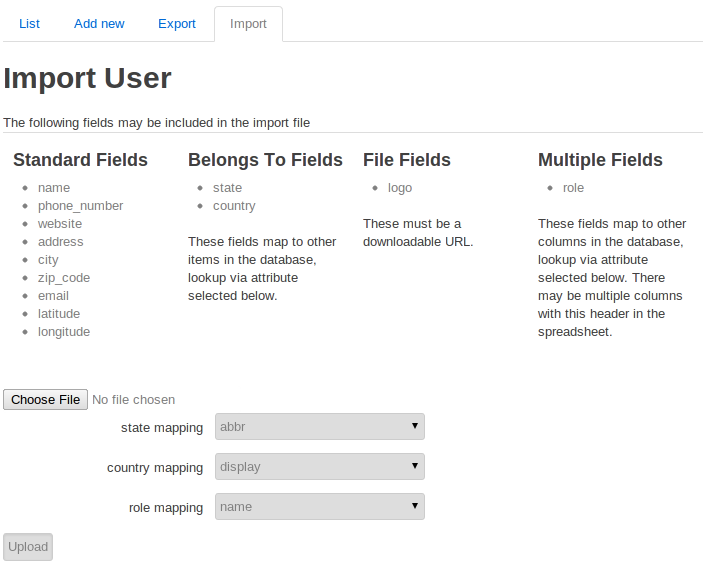 List Add new Export Import
Import User
The following fields may be included in the import file
Standard Fields
name
phone_number
website
address
city
zip_code
email
latitude
longitude
Belongs To Fields
state
country
These fields map to other
items in the database,
lookup via attribute
selected below.
File Fields
logo
These must be a
downloadable URL.
Multiple Fields
role
These fields map to other
columns in the database,
lookup via attribute
selected below. There
may be multiple columns
with this header in the
spreadsheet.
Choose File No file chosen
state mapping abbr
country mapping display
role mapping name
Upload